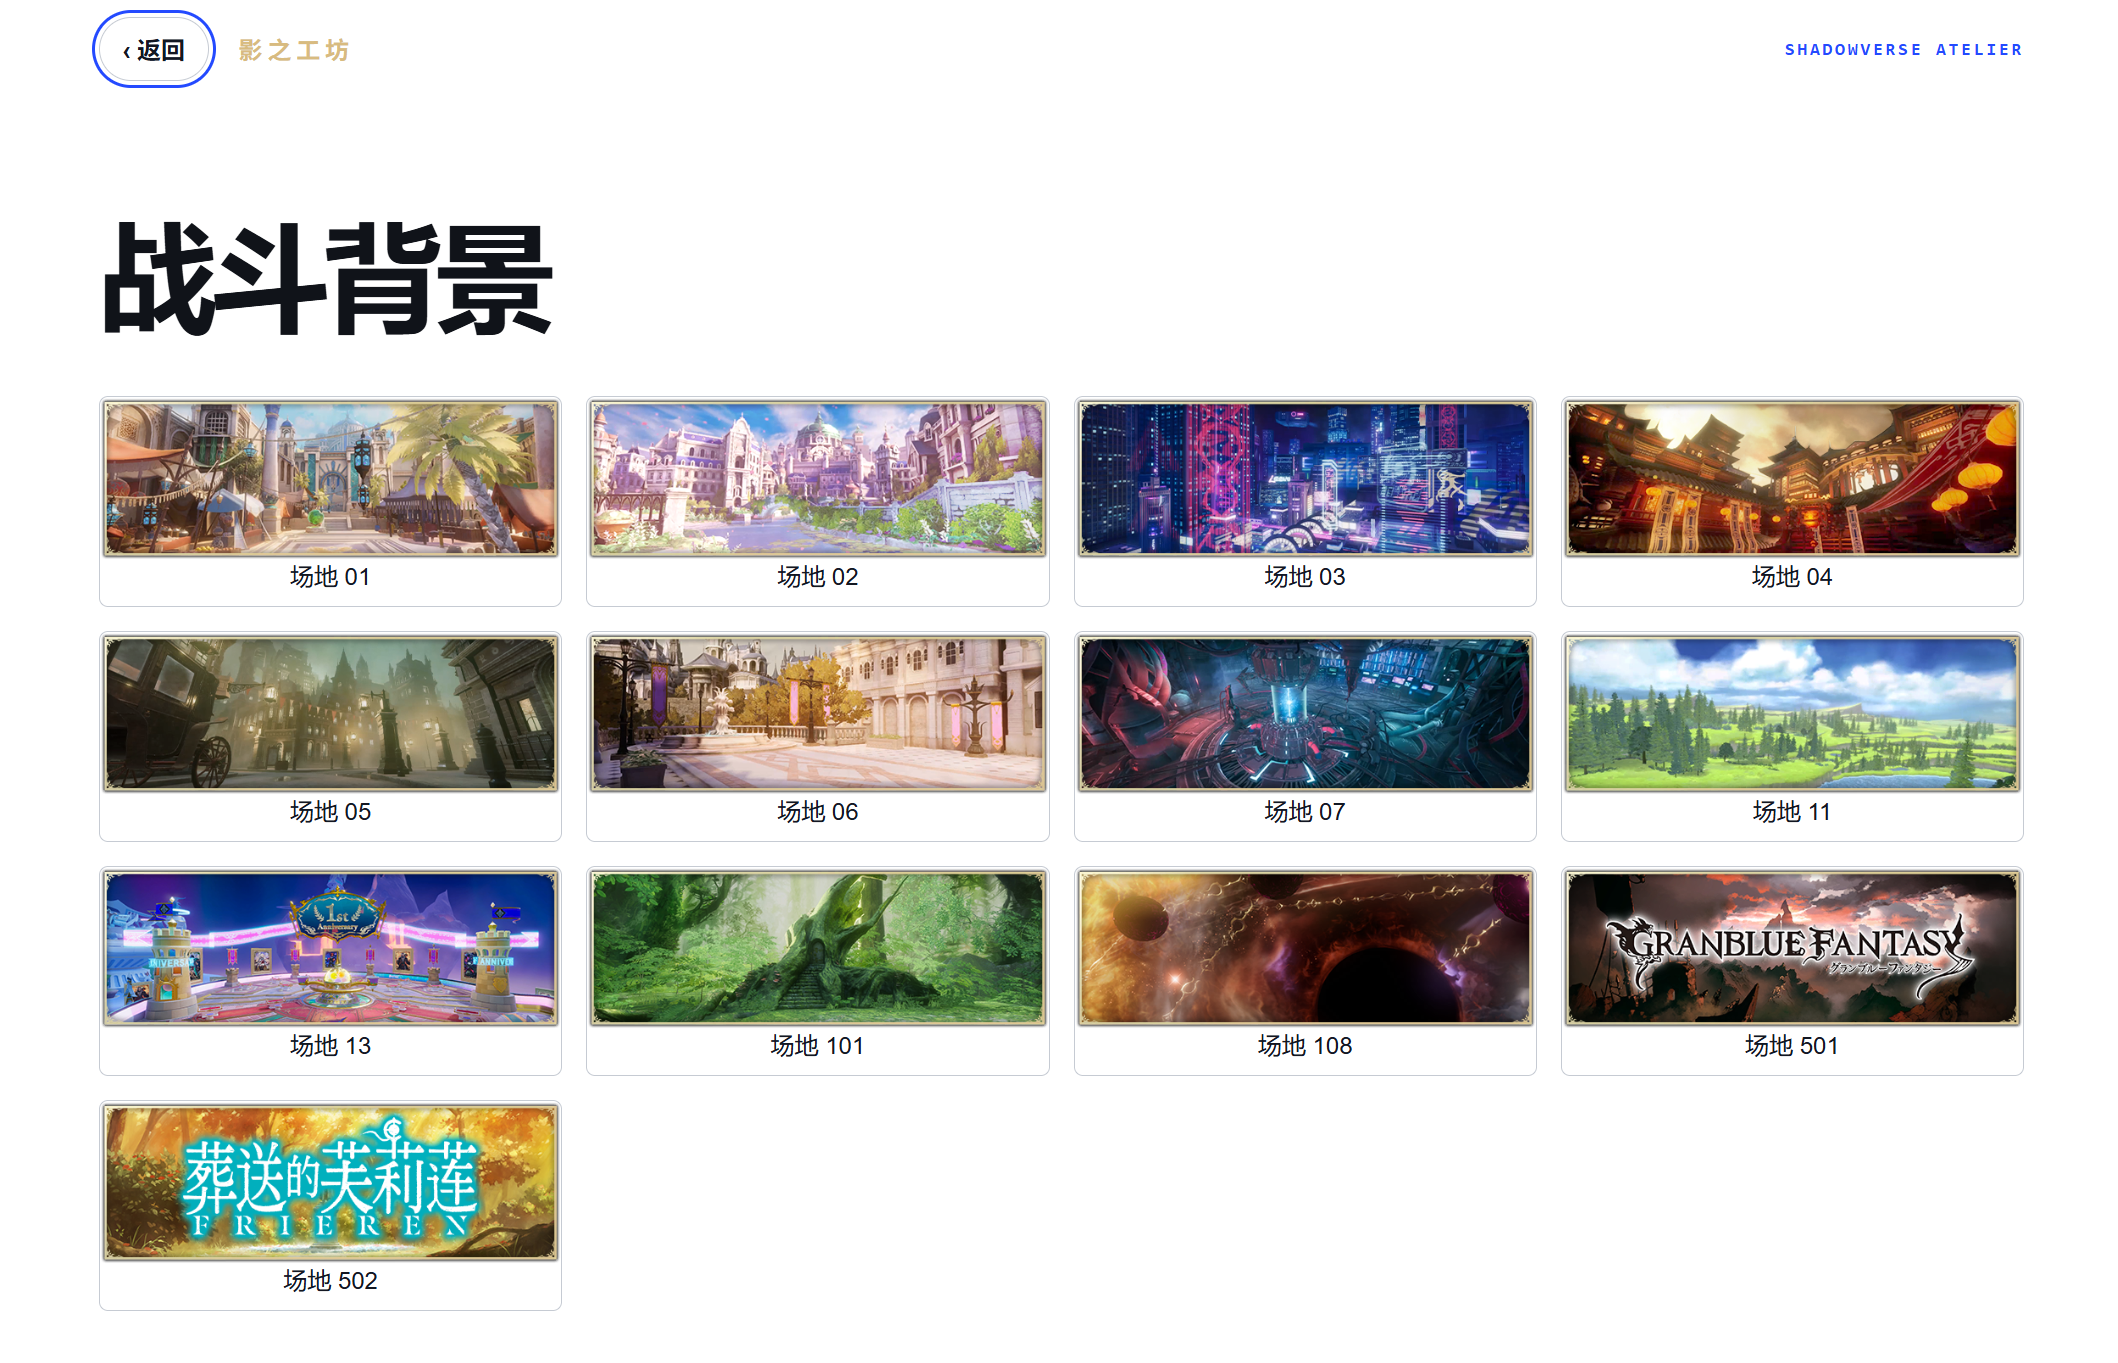 ‹ 返回
影之工坊
SHADOWVERSE ATELIER
战斗背景
场地 01
场地 02
场地 03
场地 04
场地 05
场地 06
场地 07
场地 11
1st
Anniversary
场地 13
场地 101
场地 108
GRANBLUE FANTASY
グランブルーファンタジー
场地 501
葬送的芙莉莲
FRIEREN
场地 502